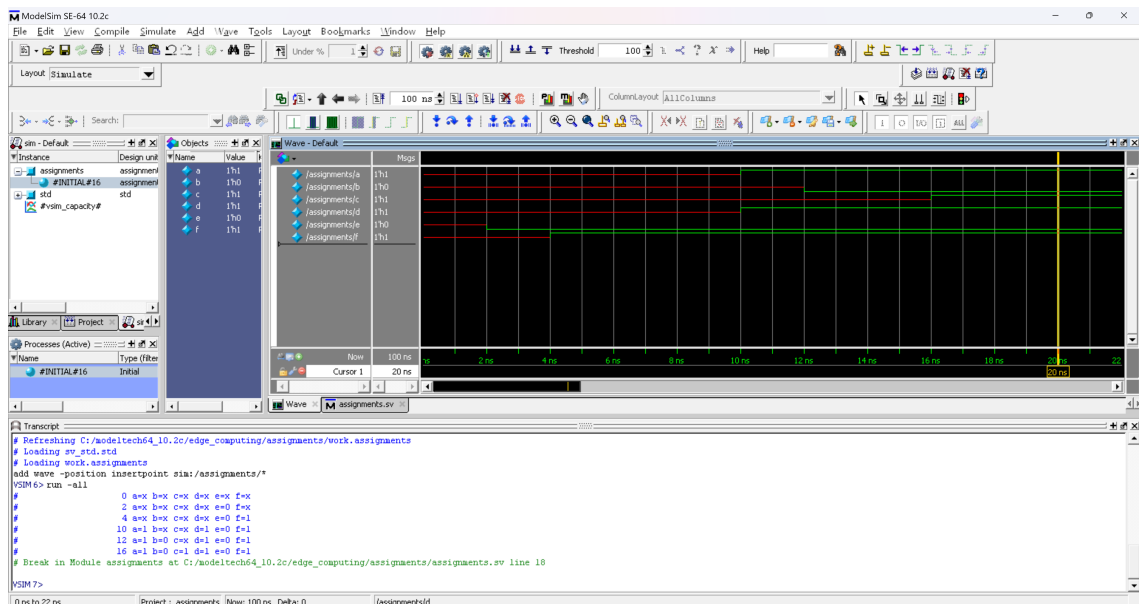 ModelSim SE-64 10.2c
File Edit View Compile Simulate Add Wave Tools Layout Bookmarks Window Help
Under % 1 Threshold 100 Help
Layout Simulate
100 ns ColumnLayout AllColumns
Search:
sim - Default
Instance Design unit
assignments assignment
#INITIAL#16 assignment
std std
#vsim_capacity#
Library Project sir
Processes (Active)
Name Type (filter
#INITIAL#16 Initial
Objects
Name Value
a 1'h1
b 1'h0
c 1'h1
d 1'h1
e 1'h0
f 1'h1
Wave - Default
Msgs
/assignments/a 1'h1
/assignments/b 1'h0
/assignments/c 1'h1
/assignments/d 1'h1
/assignments/e 1'h0
/assignments/f 1'h1
Now 100 ns
Cursor 1 20 ns
ns 2 ns 4 ns 6 ns 8 ns 10 ns 12 ns 14 ns 16 ns 18 ns 20 ns 22
20 ns
Wave assignments.sv
Transcript
# Refreshing C:/modeltech64_10.2c/edge_computing/assignments/work.assignments
# Loading sv_std.std
# Loading work.assignments
add wave -position insertpoint sim:/assignments/*
VSIM 6> run -all
# 0 a=x b=x c=x d=x e=x f=x
# 2 a=x b=x c=x d=x e=0 f=x
# 4 a=x b=x c=x d=x e=0 f=1
# 10 a=1 b=x c=x d=1 e=0 f=1
# 12 a=1 b=0 c=x d=1 e=0 f=1
# 16 a=1 b=0 c=1 d=1 e=0 f=1
# Break in Module assignments at C:/modeltech64_10.2c/edge_computing/assignments/assignments.sv line 18
VSIM 7>
0 ns to 22 ns Project : assignments Now: 100 ns Delta: 0 /assignments/d